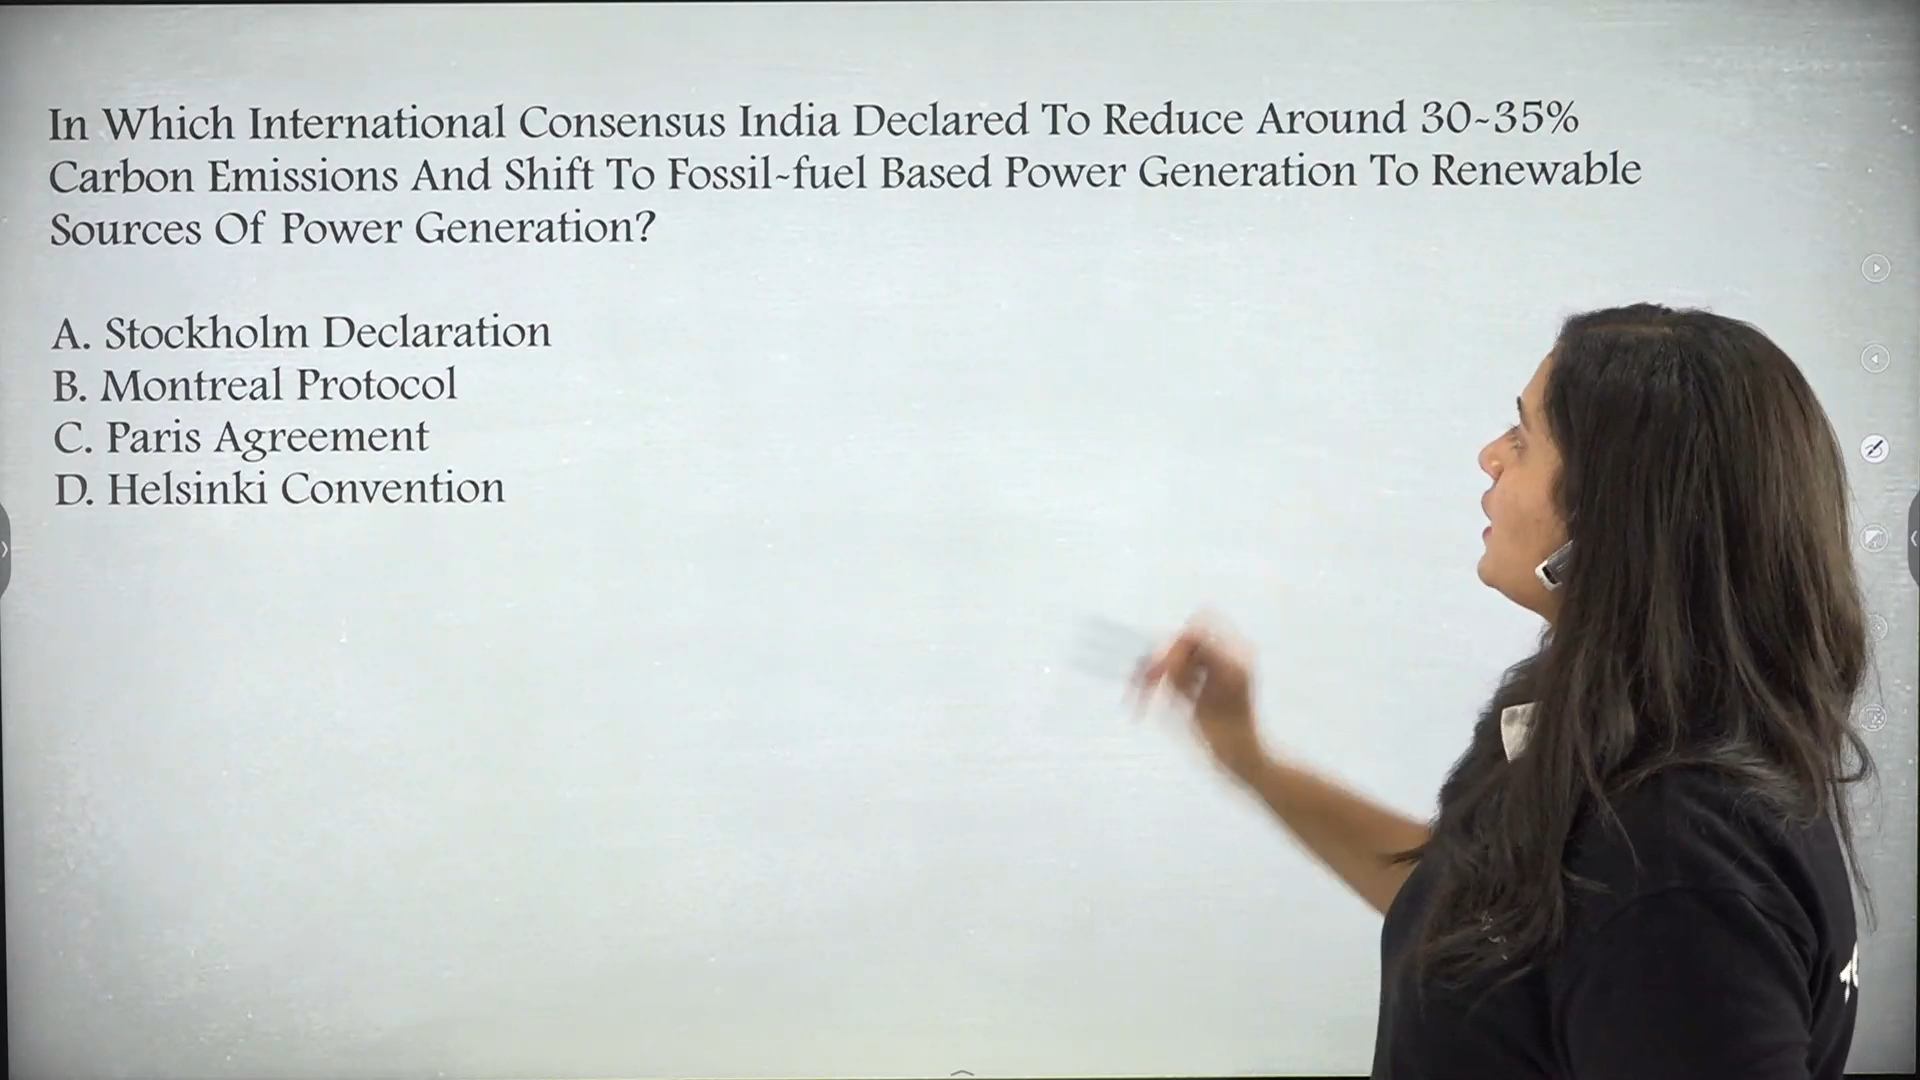 In Which International Consensus India Declared To Reduce Around 30-35%
Carbon Emissions And Shift To Fossil-fuel Based Power Generation To Renewable
Sources Of Power Generation?
A. Stockholm Declaration
B. Montreal Protocol
C. Paris Agreement
D. Helsinki Convention